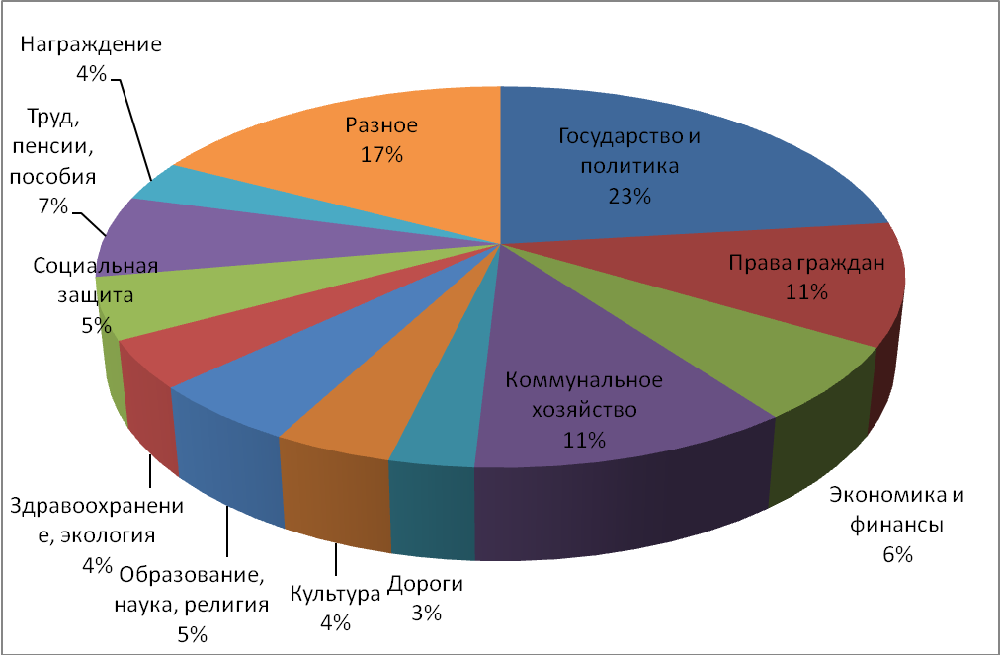 Награждение
4%
Труд,
пенсии,
пособия
7%
Социальная
защита
5%
Здравоохранени
е, экология
4%
Образование,
наука, религия
5%
Культура
4%
Дороги
3%
Коммунальное
хозяйство
11%
Экономика и
финансы
6%
Права граждан
11%
Государство и
политика
23%
Разное
17%